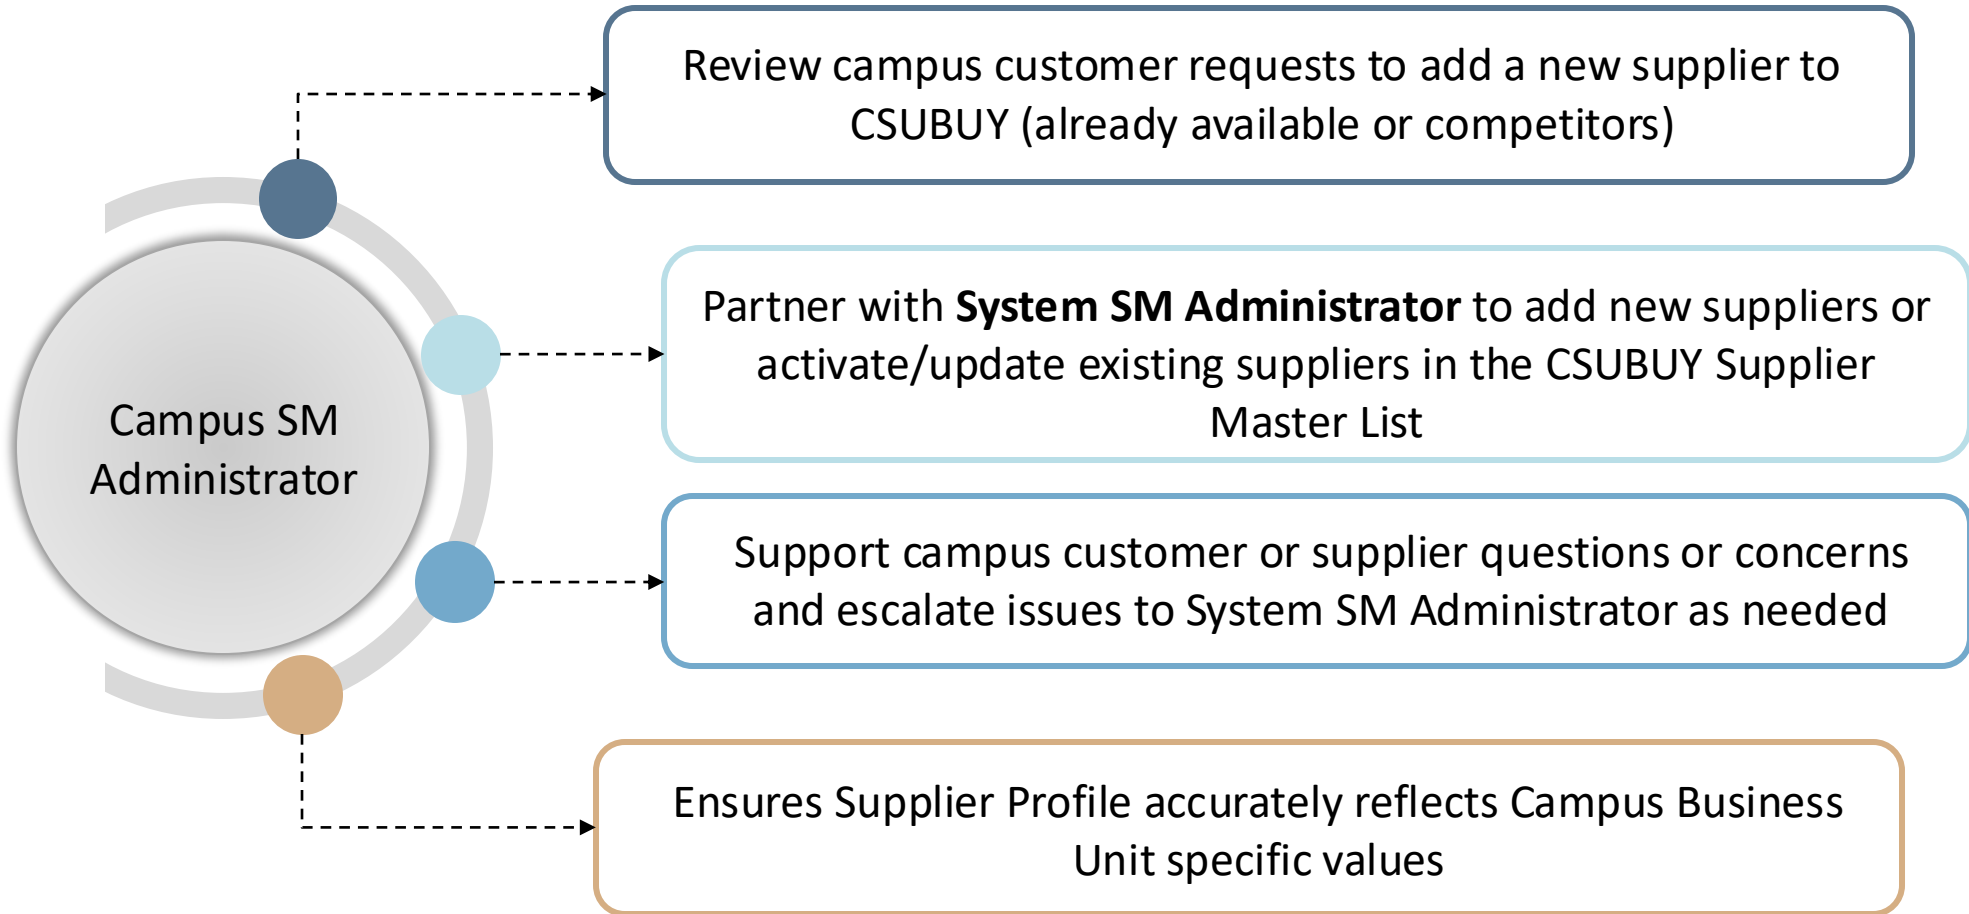 Review campus customer requests to add a new supplier to
CSUBUY (already available or competitors)
Partner with System SM Administrator to add new suppliers or
activate/update existing suppliers in the CSUBUY Supplier
Master List
Campus SM
Administrator
Support campus customer or supplier questions or concerns
and escalate issues to System SM Administrator as needed
Ensures Supplier Profile accurately reflects Campus Business
Unit specific values